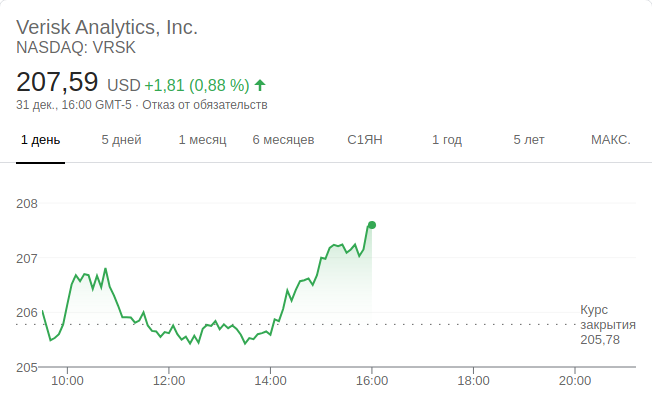 Verisk Analytics, Inc.
NASDAQ: VRSK
207,59 USD +1,81 (0,88 %)
31 дек., 16:00 GMT-5 · Отказ от обязательств
1 день 5 дней 1 месяц 6 месяцев С1ЯН 1 год 5 лет МАКС.
208
207
206
205
Курс
закрытия
205,78
10:00 12:00 14:00 16:00 18:00 20:00